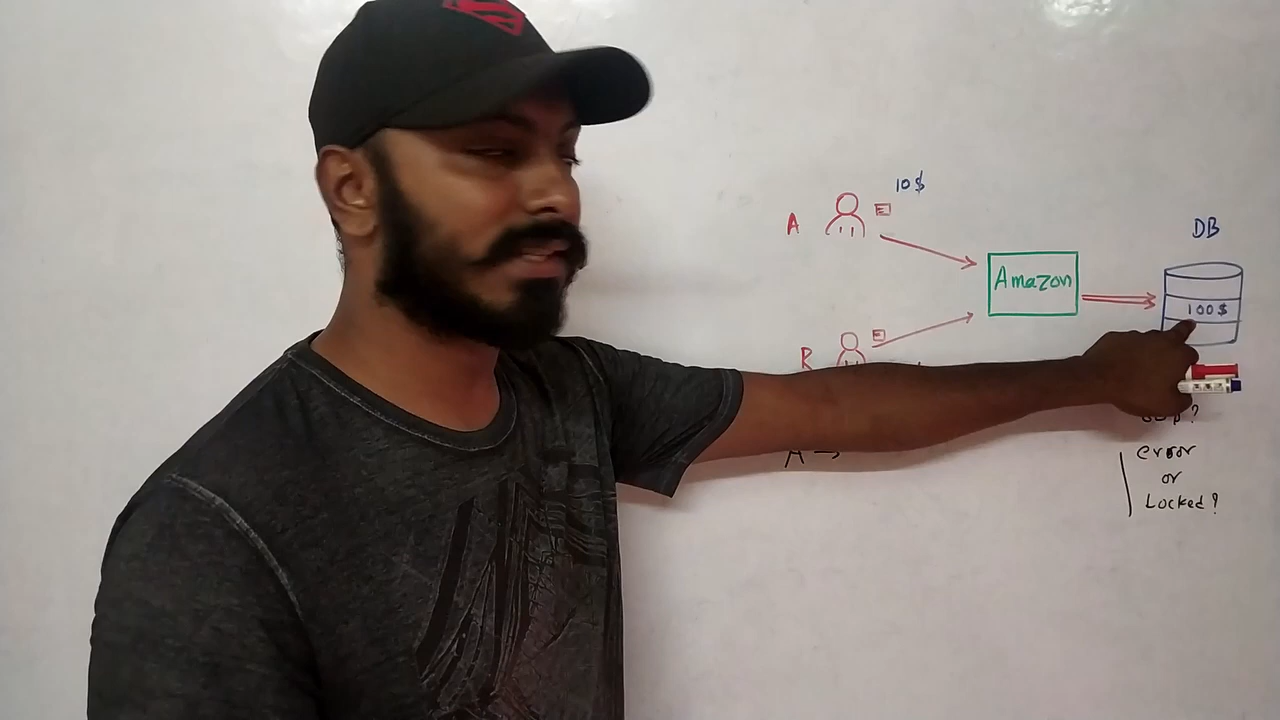 10$
A
Amazon
DB
100$
B
A →
error
or
Locked?